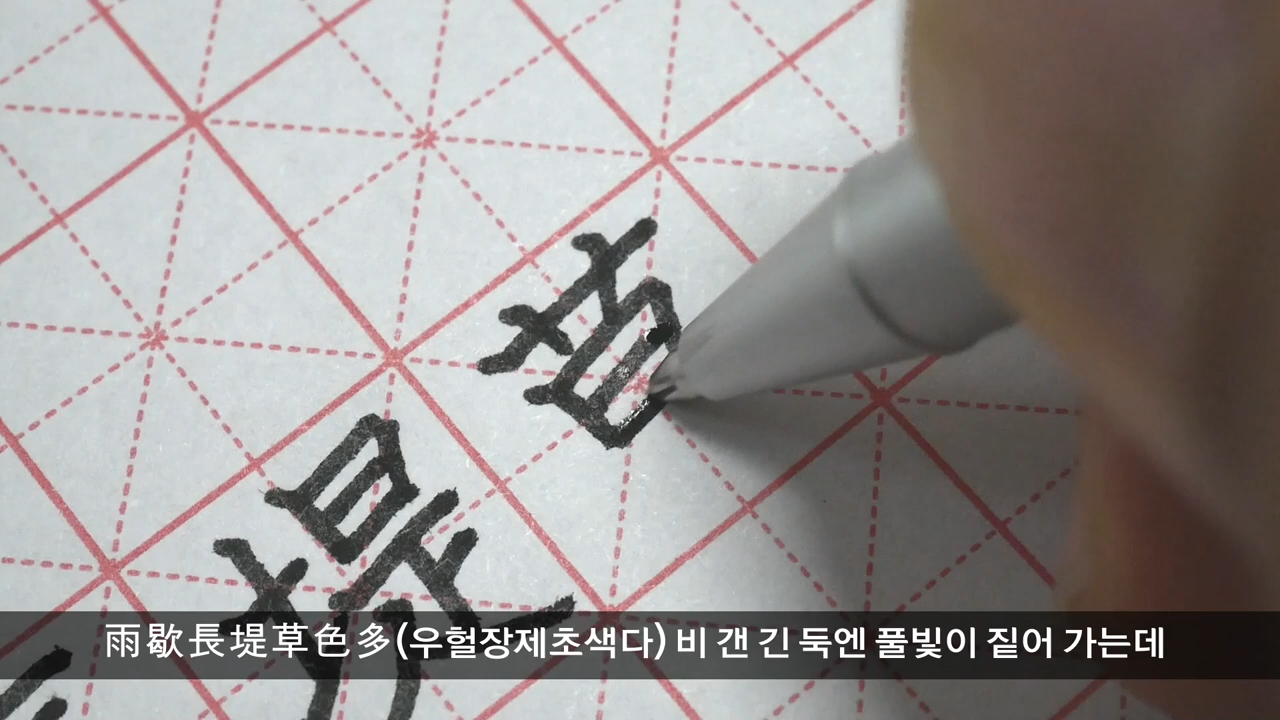 堤
雨歇長堤草色多(우헐장제초색다) 비 갠 긴 둑엔 풀빛이 짙어 가는데